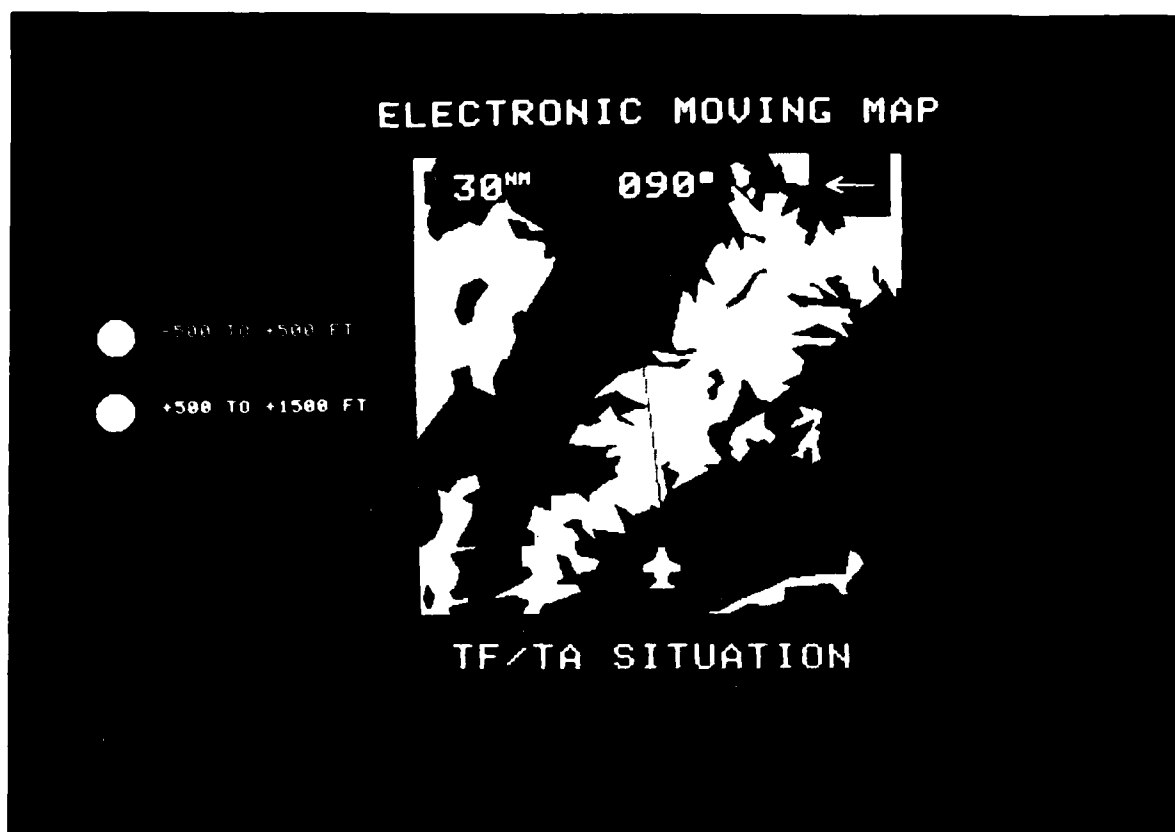 ELECTRONIC MOVING MAP
30NM 090°
-500 TO +500 FT
+500 TO +1500 FT
TF/TA SITUATION